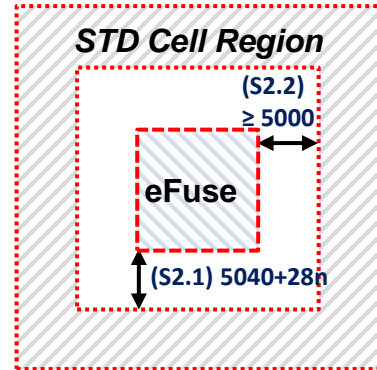 STD Cell Region
(S2.2)
≥ 5000
eFuse
(S2.1) 5040+28n